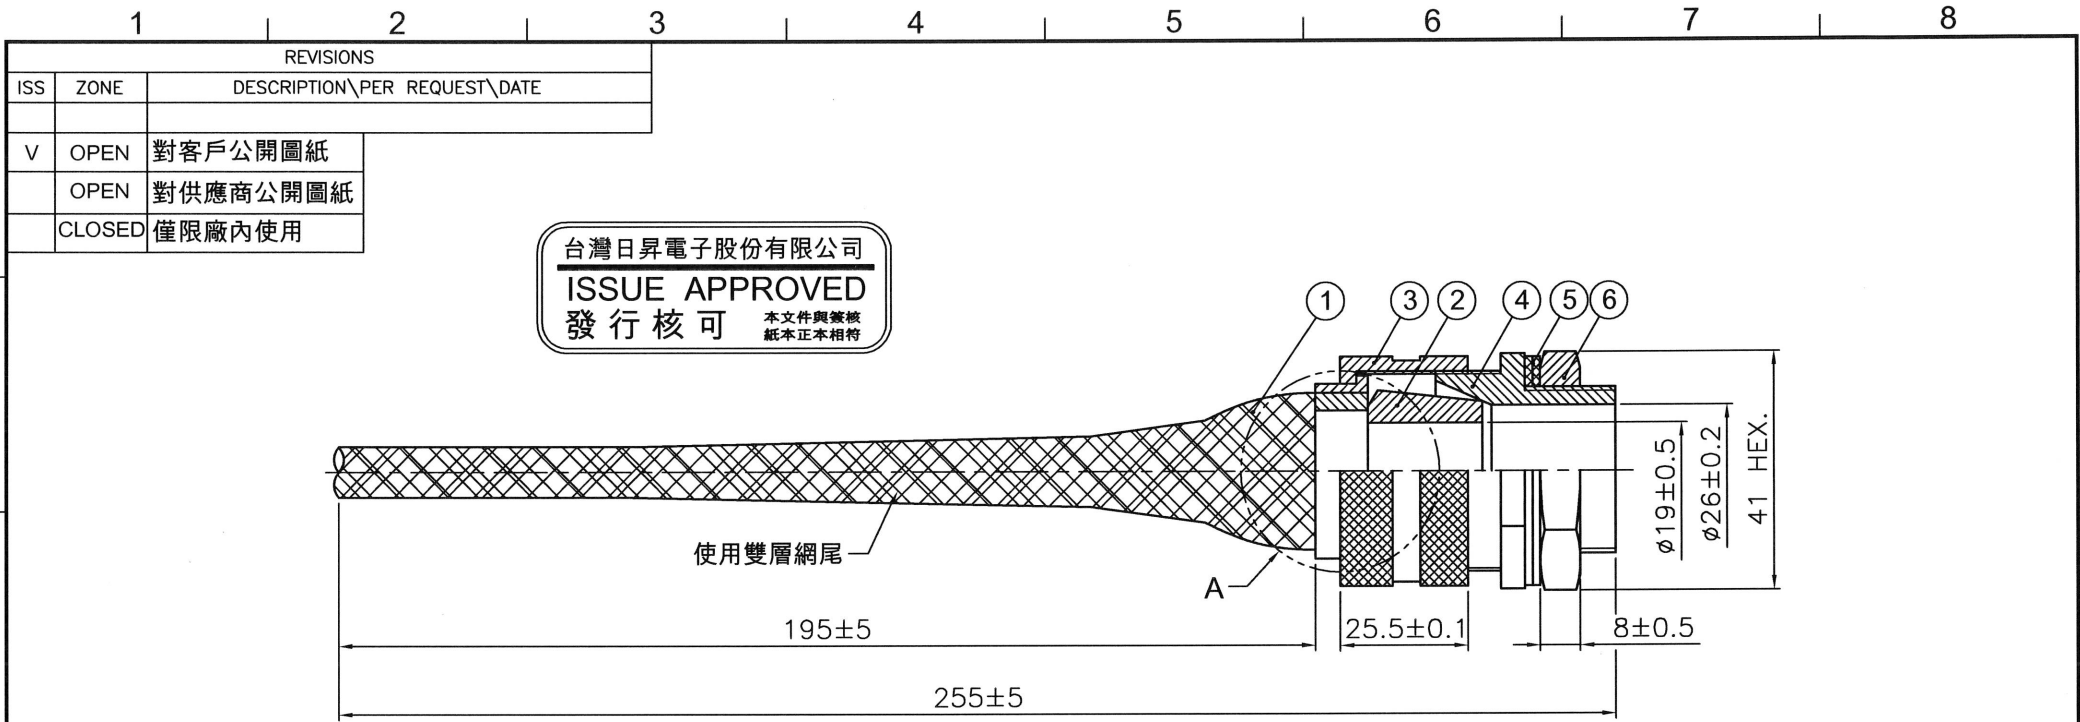 1 2 3 4 5 6 7 8
REVISIONS
ISS ZONE DESCRIPTION\PER REQUEST\DATE
V OPEN 對客戶公開圖紙
OPEN 對供應商公開圖紙
CLOSED 僅限廠內使用
台灣日昇電子股份有限公司
ISSUE APPROVED
發行核可 本文件與簽核
紙本正本相符
1 3 2 4 5 6
ø19±0.5
ø26±0.2
41 HEX.
使用雙層網尾
A
195±5
25.5±0.1
8±0.5
255±5